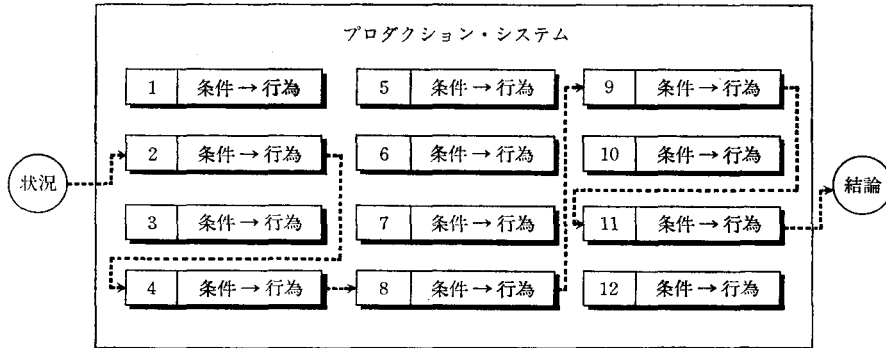 プロダクション・システム
1 条件 → 行為
5 条件 → 行為
9 条件 → 行為
2 条件 → 行為
6 条件 → 行為
10 条件 → 行為
状況
結論
3 条件 → 行為
7 条件 → 行為
11 条件 → 行為
4 条件 → 行為
8 条件 → 行為
12 条件 → 行為